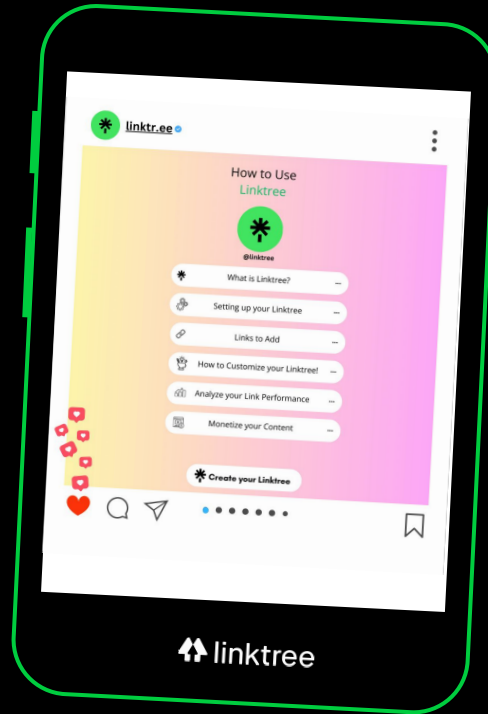 linktr.ee
How to Use
Linktree
@linktree
What is Linktree?
Setting up your Linktree
Links to Add
How to Customize your Linktree!
Analyze your Link Performance
Monetize your Content
Create your Linktree
linktree